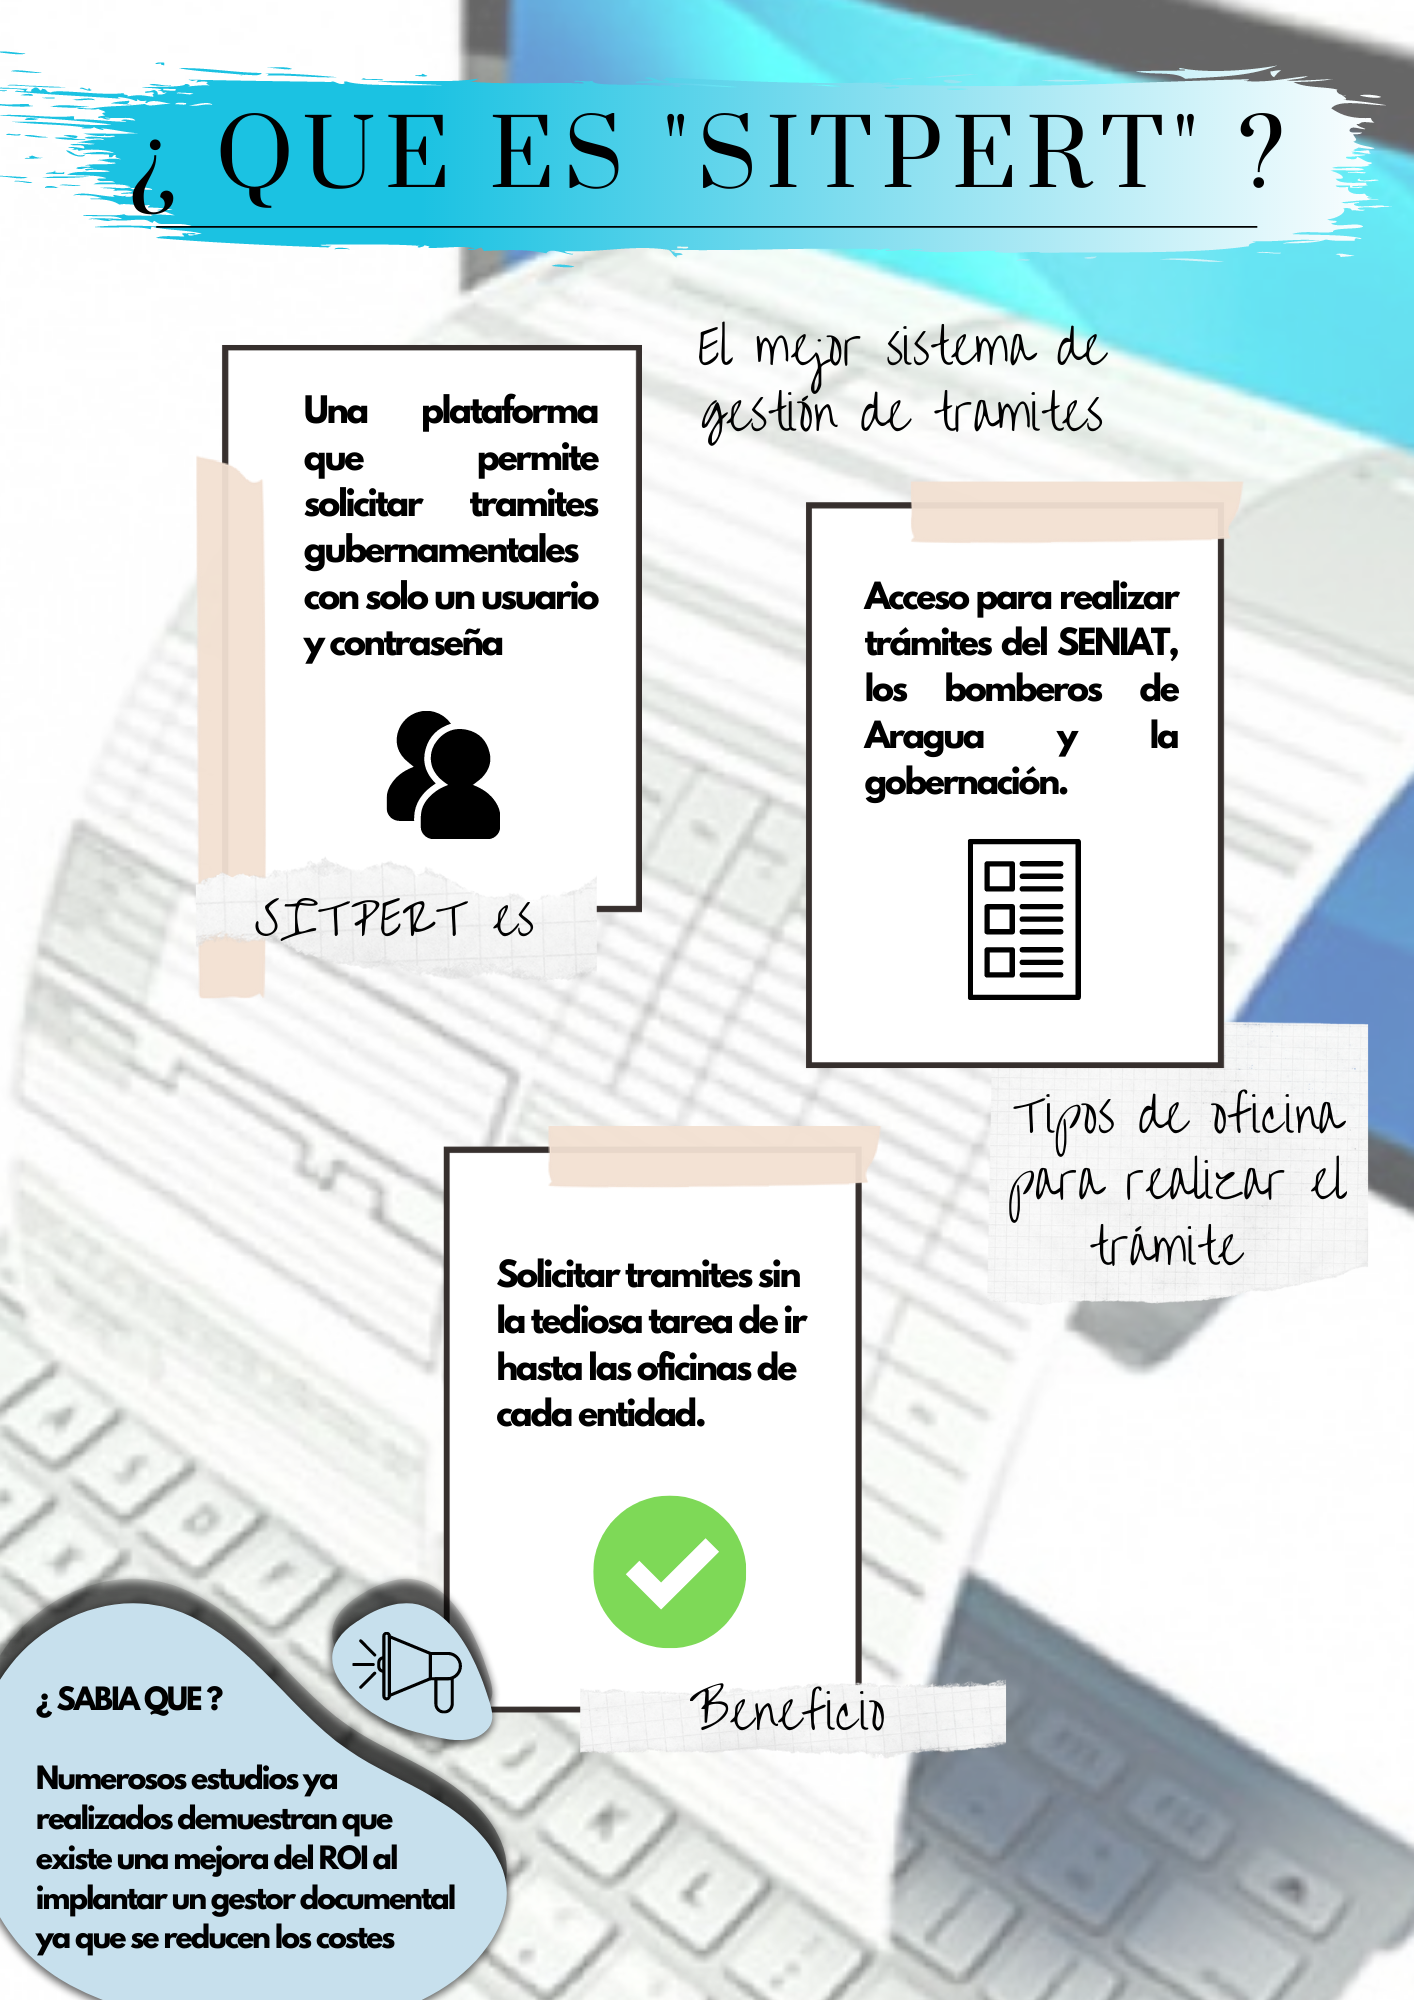 ¿ QUE ES "SITPERT" ?
El mejor sistema de
gestión de tramites
Una plataforma
que permite
solicitar tramites
gubernamentales
con solo un usuario
y contraseña
SITPERT es
Acceso para realizar
trámites del SENIAT,
los bomberos de
Aragua y la
gobernación.
Tipos de oficina
para realizar el
trámite
Solicitar tramites sin
la tediosa tarea de ir
hasta las oficinas de
cada entidad.
Beneficio
¿ SABIA QUE ?
Numerosos estudios ya
realizados demuestran que
existe una mejora del ROI al
implantar un gestor documental
ya que se reducen los costes